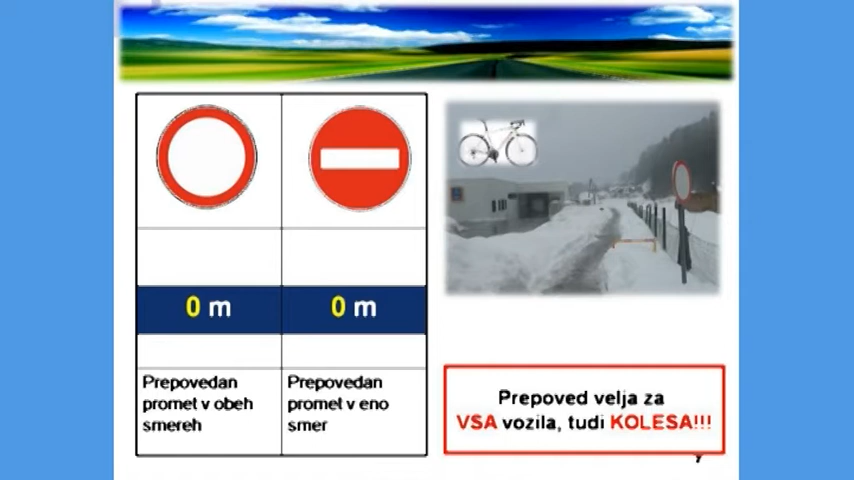 0 m
0 m
Prepovedan
promet v obeh
smereh
Prepovedan
promet v eno
smer
Prepoved velja za
VSA vozila, tudi KOLESA!!!